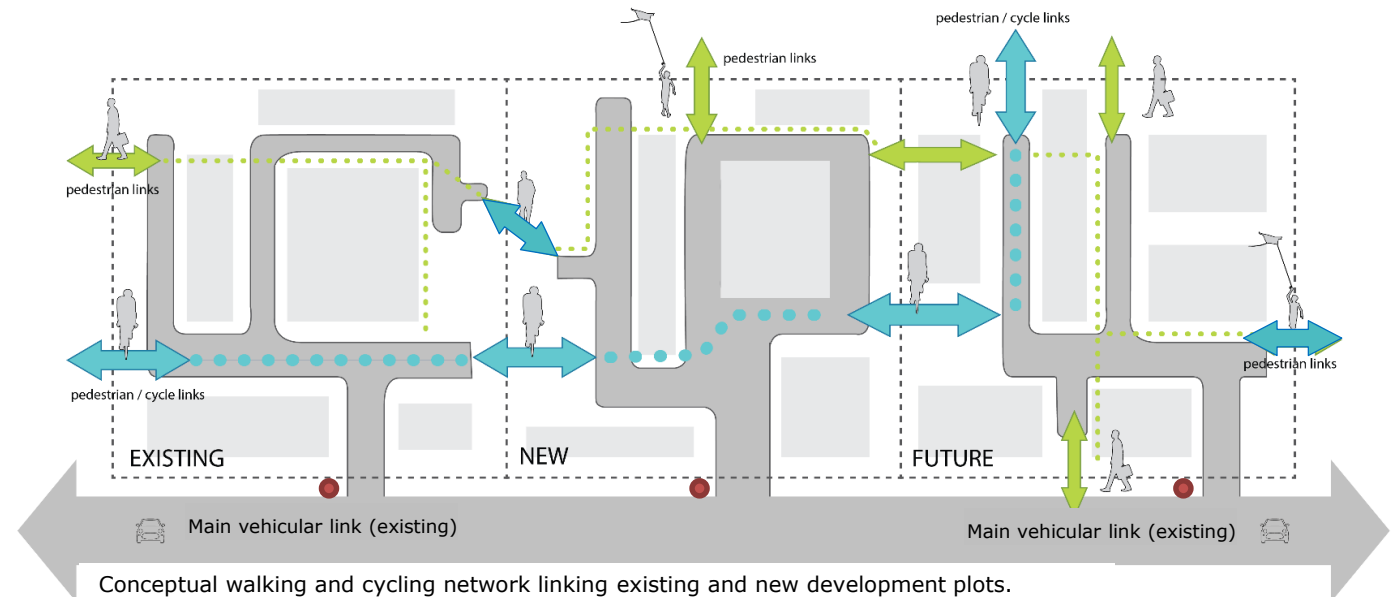 pedestrian / cycle links
pedestrian links
pedestrian links
pedestrian links
pedestrian / cycle links
EXISTING
NEW
FUTURE
Main vehicular link (existing)
Main vehicular link (existing)
Conceptual walking and cycling network linking existing and new development plots.